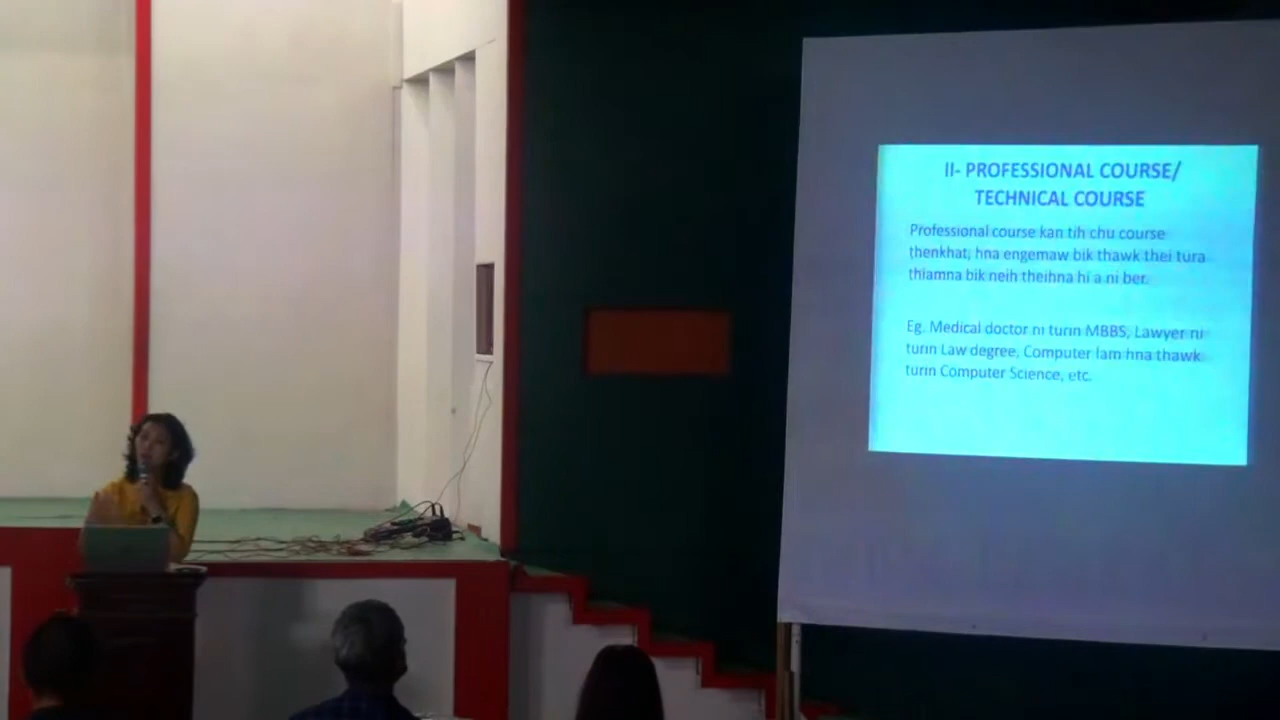 II- PROFESSIONAL COURSE/
TECHNICAL COURSE
Professional course kan tih chu course
thenkhat, hna engemaw bik thawk thei tura
thiamna bik neih theihna hi a ni ber.
Eg. Medical doctor ni turin MBBS, Lawyer ni
turin Law degree, Computer lam hna thawk
turin Computer Science, etc.